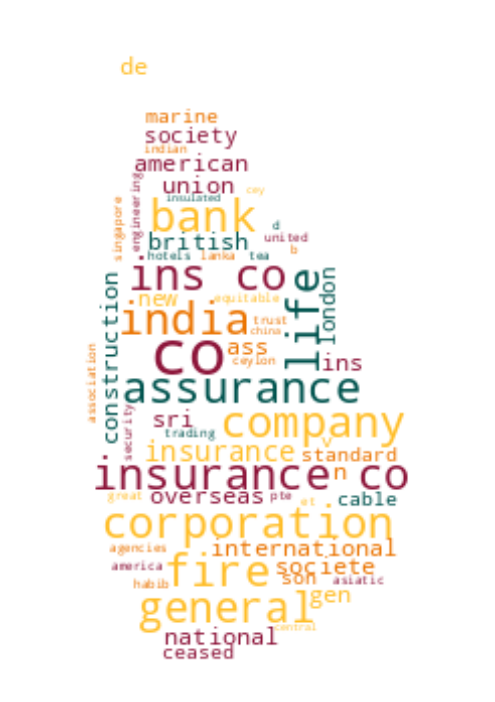 de
marine
society
indian
american
engineering
union
cey
insulated
singapore
bank
d
british
united
b
hotels lanka tea
ins co
life
london
construction
new
equitable
india
trust
china
co
ass
ceylon
ins
association
assurance
security
sri
company
trading
v
insurance
standard
insurance co
n
great
overseas
pte
et
cable
corporation
agencies
international
america
fire
societe
son
asiatic
habib
general
gen
central
national
ceased